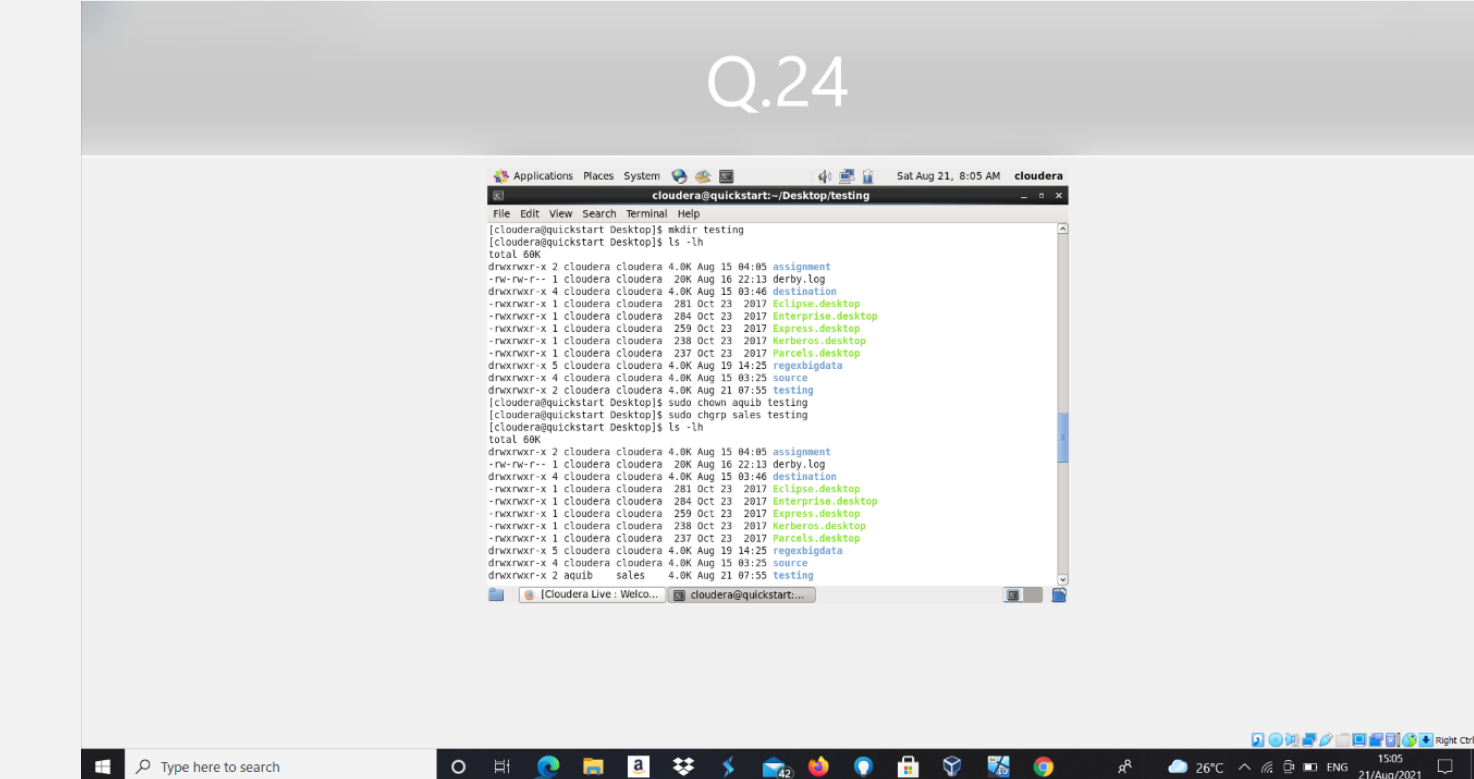 Q.24
Applications Places System Sat Aug 21, 8:05 AM cloudera
cloudera@quickstart:~/Desktop/testing
File Edit View Search Terminal Help
[cloudera@quickstart Desktop]$ mkdir testing
[cloudera@quickstart Desktop]$ ls -lh
total 60K
drwxrwxr-x 2 cloudera cloudera 4.0K Aug 15 04:05 assignment
-rw-rw-r-- 1 cloudera cloudera  20K Aug 16 22:13 derby.log
drwxrwxr-x 4 cloudera cloudera 4.0K Aug 15 03:46 destination
-rwxrwxr-x 1 cloudera cloudera  281 Oct 23  2017 Eclipse.desktop
-rwxrwxr-x 1 cloudera cloudera  284 Oct 23  2017 Enterprise.desktop
-rwxrwxr-x 1 cloudera cloudera  259 Oct 23  2017 Express.desktop
-rwxrwxr-x 1 cloudera cloudera  238 Oct 23  2017 Kerberos.desktop
-rwxrwxr-x 1 cloudera cloudera  237 Oct 23  2017 Parcels.desktop
drwxrwxr-x 5 cloudera cloudera 4.0K Aug 19 14:25 regexbigdata
drwxrwxr-x 4 cloudera cloudera 4.0K Aug 15 03:25 source
drwxrwxr-x 2 cloudera cloudera 4.0K Aug 21 07:55 testing
[cloudera@quickstart Desktop]$ sudo chown aquib testing
[cloudera@quickstart Desktop]$ sudo chgrp sales testing
[cloudera@quickstart Desktop]$ ls -lh
total 60K
drwxrwxr-x 2 cloudera cloudera 4.0K Aug 15 04:05 assignment
-rw-rw-r-- 1 cloudera cloudera  20K Aug 16 22:13 derby.log
drwxrwxr-x 4 cloudera cloudera 4.0K Aug 15 03:46 destination
-rwxrwxr-x 1 cloudera cloudera  281 Oct 23  2017 Eclipse.desktop
-rwxrwxr-x 1 cloudera cloudera  284 Oct 23  2017 Enterprise.desktop
-rwxrwxr-x 1 cloudera cloudera  259 Oct 23  2017 Express.desktop
-rwxrwxr-x 1 cloudera cloudera  238 Oct 23  2017 Kerberos.desktop
-rwxrwxr-x 1 cloudera cloudera  237 Oct 23  2017 Parcels.desktop
drwxrwxr-x 5 cloudera cloudera 4.0K Aug 19 14:25 regexbigdata
drwxrwxr-x 4 cloudera cloudera 4.0K Aug 15 03:25 source
drwxrwxr-x 2 aquib    sales    4.0K Aug 21 07:55 testing
[Cloudera Live : Welco... cloudera@quickstart:...
Right Ctrl
Type here to search a 42 26°C ENG 15:05
21/Aug/2021